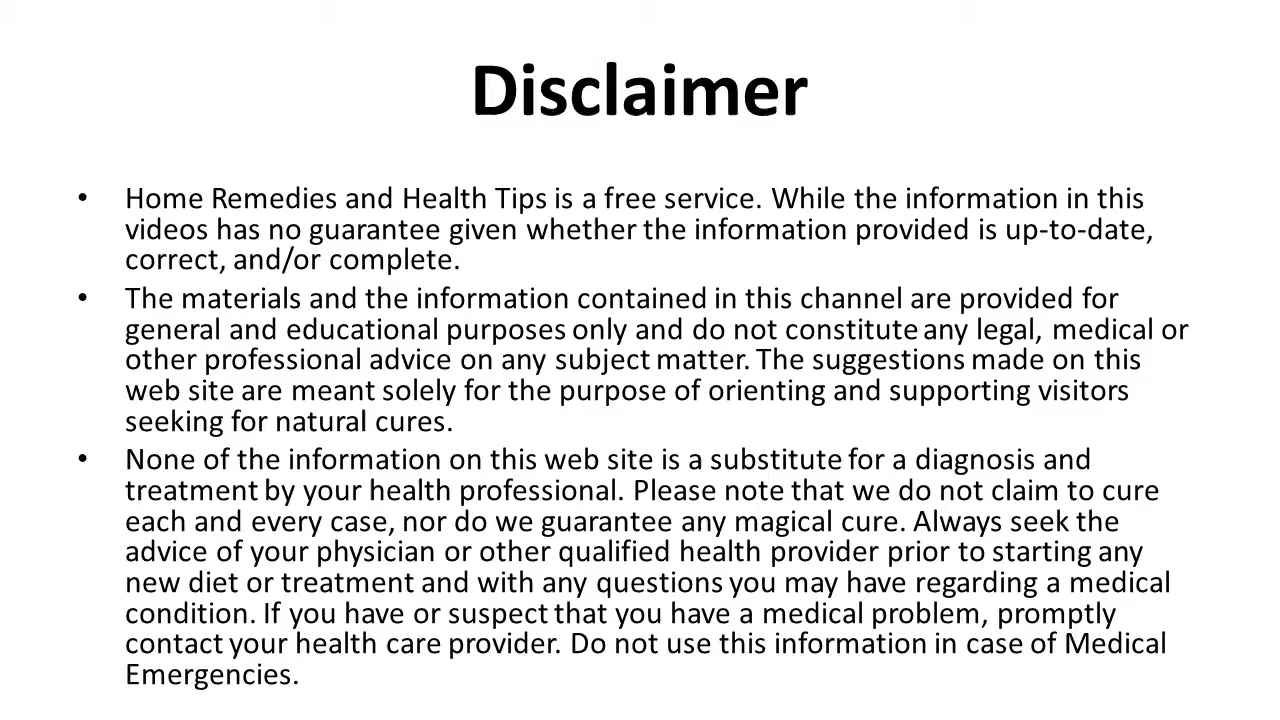 Disclaimer
• Home Remedies and Health Tips is a free service. While the information in this
videos has no guarantee given whether the information provided is up-to-date,
correct, and/or complete.
• The materials and the information contained in this channel are provided for
general and educational purposes only and do not constitute any legal, medical or
other professional advice on any subject matter. The suggestions made on this
web site are meant solely for the purpose of orienting and supporting visitors
seeking for natural cures.
• None of the information on this web site is a substitute for a diagnosis and
treatment by your health professional. Please note that we do not claim to cure
each and every case, nor do we guarantee any magical cure. Always seek the
advice of your physician or other qualified health provider prior to starting any
new diet or treatment and with any questions you may have regarding a medical
condition. If you have or suspect that you have a medical problem, promptly
contact your health care provider. Do not use this information in case of Medical
Emergencies.